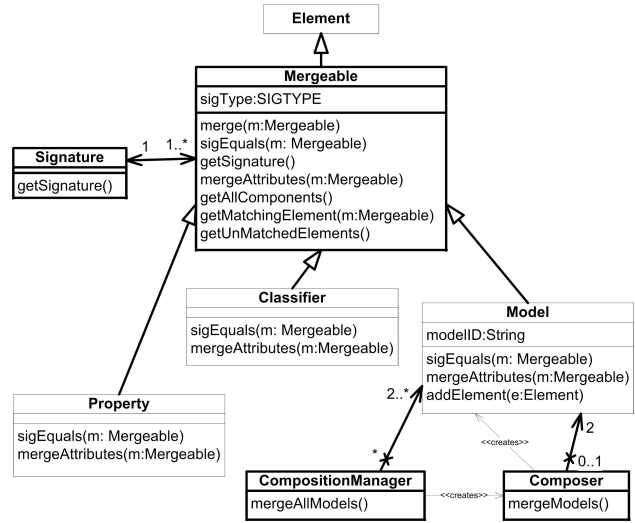 Element
Mergeable
sigType:SIGTYPE
merge(m:Mergeable)
sigEquals(m: Mergeable)
getSignature()
mergeAttributes(m:Mergeable)
getAllComponents()
getMatchingElement(m:Mergeable)
getUnMatchedElements()
1
1..*
Signature
getSignature()
Classifier
sigEquals(m: Mergeable)
mergeAttributes(m:Mergeable)
Model
modelID:String
sigEquals(m: Mergeable)
mergeAttributes(m:Mergeable)
addElement(e:Element)
Property
sigEquals(m: Mergeable)
mergeAttributes(m:Mergeable)
2..*
2
<<creates>>
*
0..1
CompositionManager
mergeAllModels()
<<creates>>
Composer
mergeModels()